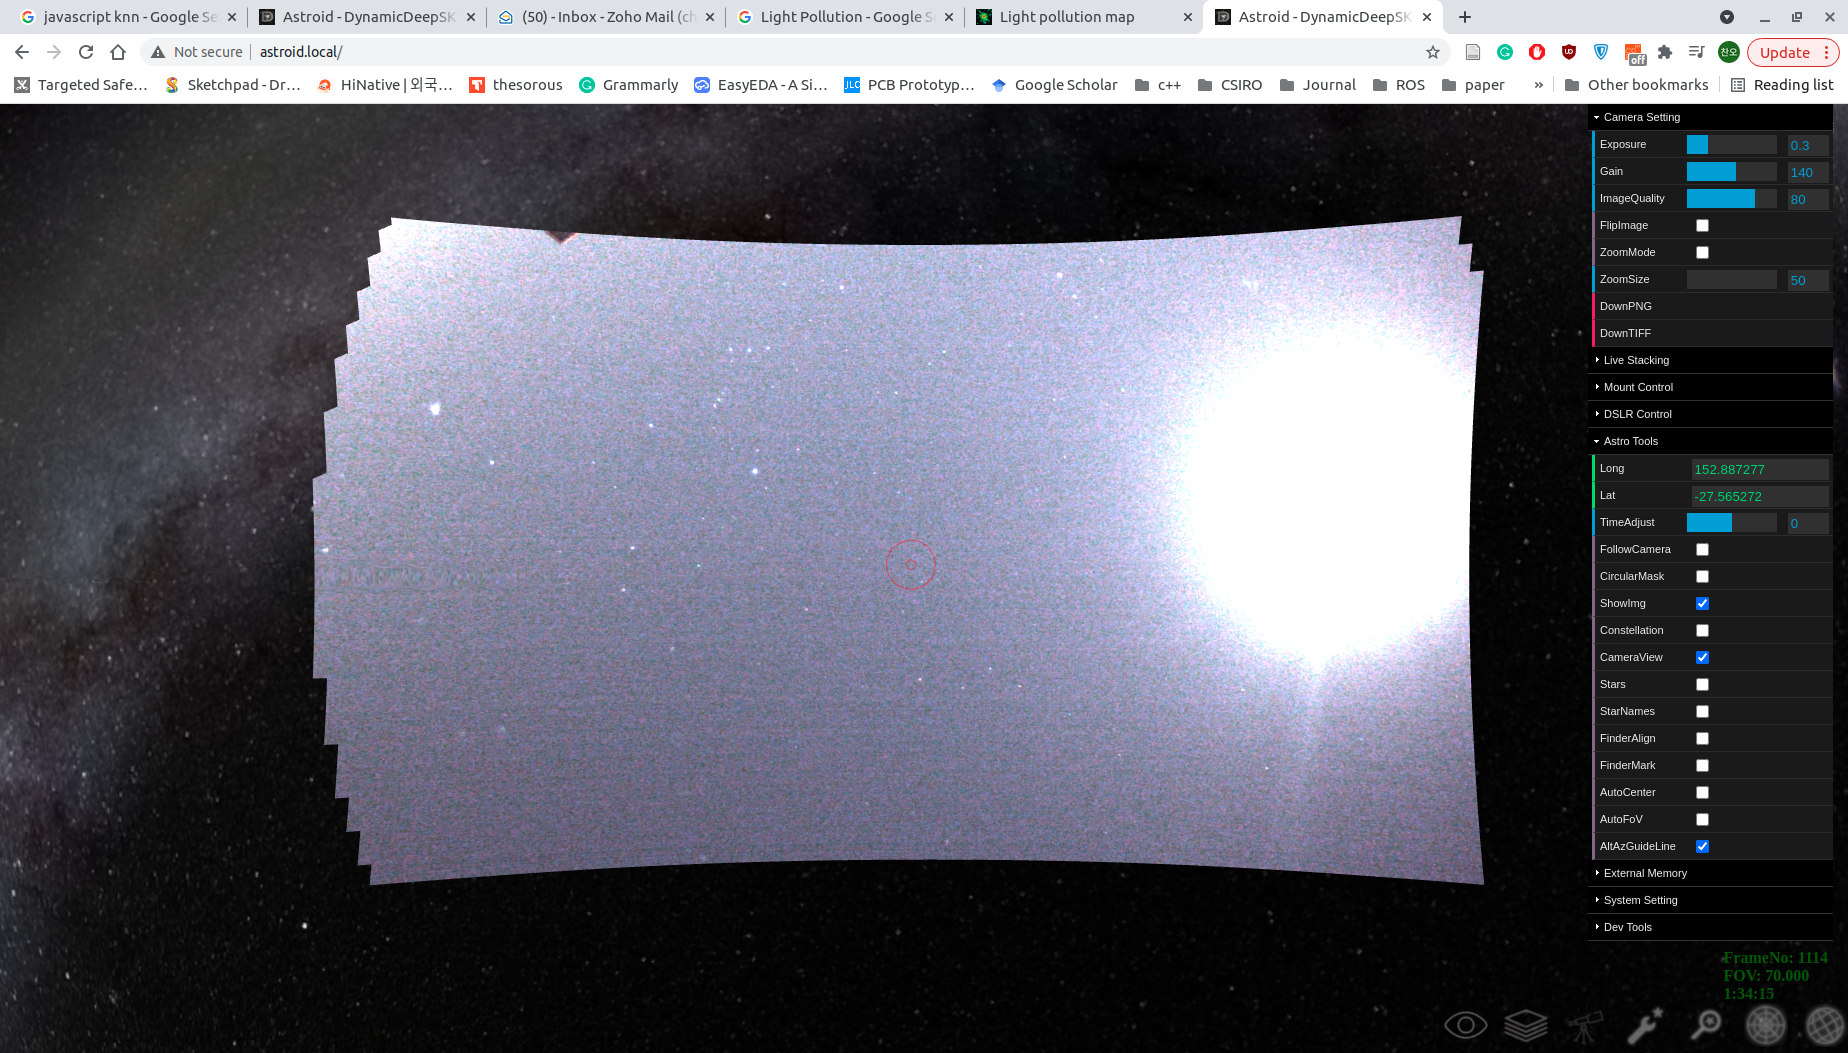 javascript knn - Google Se
Astroid - DynamicDeepSK
(50) - Inbox - Zoho Mail (ch
Light Pollution - Google S
Light pollution map
Astroid - DynamicDeepSK
Not secure
astroid.local/
off
찬오
Update
Targeted Safe...
Sketchpad - Dr...
HiNative | 외국...
thesorous
Grammarly
EasyEDA - A Si...
JLC
PCB Prototyp...
Google Scholar
c++
CSIRO
Journal
ROS
paper
»
Other bookmarks
Reading list
Camera Setting
Exposure 0.3
Gain 140
ImageQuality 80
FlipImage
ZoomMode
ZoomSize 50
DownPNG
DownTIFF
Live Stacking
Mount Control
DSLR Control
Astro Tools
Long 152.887277
Lat -27.565272
TimeAdjust 0
FollowCamera
CircularMask
ShowImg
Constellation
CameraView
Stars
StarNames
FinderAlign
FinderMark
AutoCenter
AutoFoV
AltAzGuideLine
External Memory
System Setting
Dev Tools
FrameNo: 1114
FOV: 70.000
1:34:15